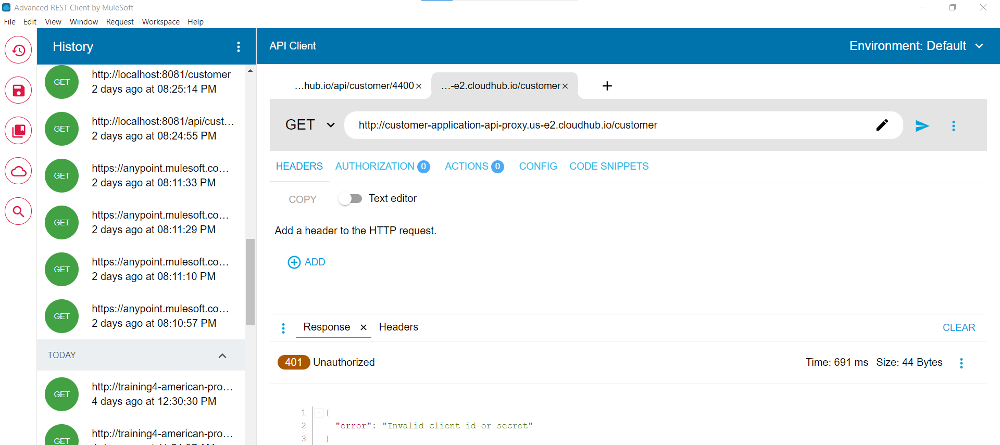 Advanced REST Client by MuleSoft
File Edit View Window Request Workspace Help
History
API Client
Environment: Default
GET
http://localhost:8081/customer
2 days ago at 08:25:14 PM
GET
http://localhost:8081/api/cust...
2 days ago at 08:24:55 PM
GET
https://anypoint.mulesoft.co...
2 days ago at 08:11:33 PM
GET
https://anypoint.mulesoft.co...
2 days ago at 08:11:29 PM
GET
https://anypoint.mulesoft.co...
2 days ago at 08:11:10 PM
GET
https://anypoint.mulesoft.co...
2 days ago at 08:10:57 PM
TODAY
GET
http://training4-american-pro...
4 days ago at 12:30:30 PM
GET
http://training4-american-pro...
...hub.io/api/customer/4400 ...-e2.cloudhub.io/customer
GET http://customer-application-api-proxy.us-e2.cloudhub.io/customer
HEADERS AUTHORIZATION 0 ACTIONS 0 CONFIG CODE SNIPPETS
COPY Text editor
Add a header to the HTTP request.
ADD
Response Headers CLEAR
401 Unauthorized Time: 691 ms Size: 44 Bytes
1 {
2 "error": "Invalid client id or secret"
3 }